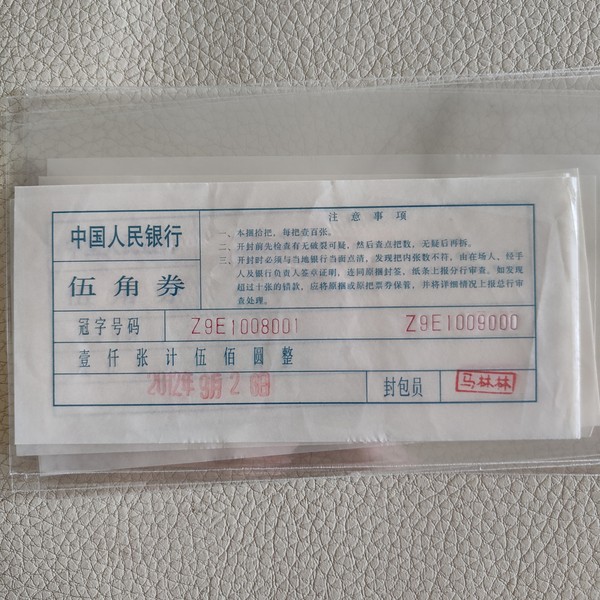 中国人民银行
伍角券
注意事项
一、本捆拾把，每把壹百张。
二、开封前先检查有无破裂可疑，然后查点把数，无疑后再拆。
三、开封时必须与当地银行当面点清，发现把内张数不符，由在场人、经手
人及银行负责人签章证明，连同原捆封签、纸条上报分行审查。如发现
超过十张的错款，应将原捆或原把票券保管，并将详细情况上报总行审
查处理。
冠字号码 Z9E1008001 Z9E1009000
壹仟张计伍佰圆整
2012年9月2 日 封包员 马林林